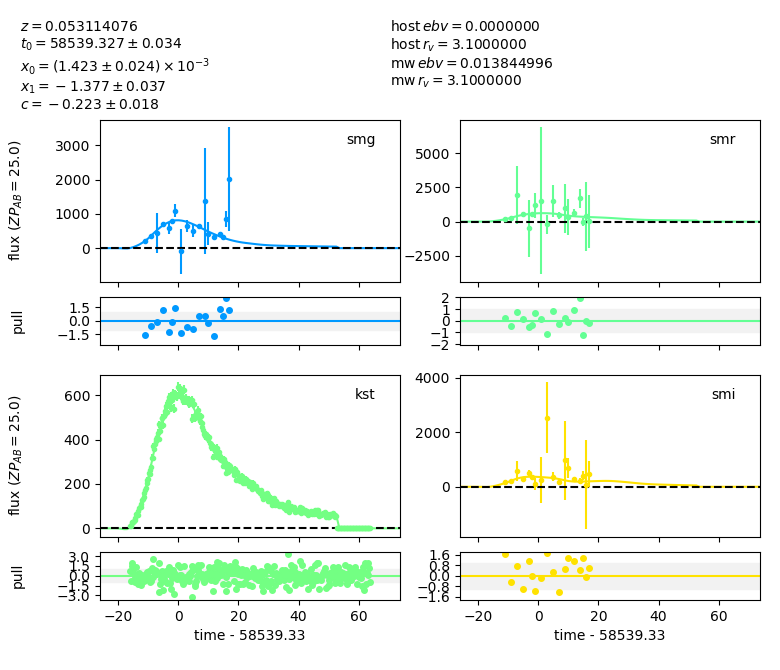 z = 0.053114076
t₀ = 58539.327 ± 0.034
x₀ = (1.423 ± 0.024) × 10⁻³
x₁ = −1.377 ± 0.037
c = −0.223 ± 0.018
host ebv = 0.0000000
host r_v = 3.1000000
mw ebv = 0.013844996
mw r_v = 3.1000000
flux (ZP_AB = 25.0)
3000
2000
1000
0
smg
5000
2500
0
−2500
smr
pull
1.5
0.0
−1.5
2
1
0
−1
−2
flux (ZP_AB = 25.0)
600
400
200
0
kst
4000
2000
0
smi
pull
3.0
1.5
0.0
−1.5
−3.0
1.6
0.8
0.0
−0.8
−1.6
−20 0 20 40 60
−20 0 20 40 60
time - 58539.33
time - 58539.33